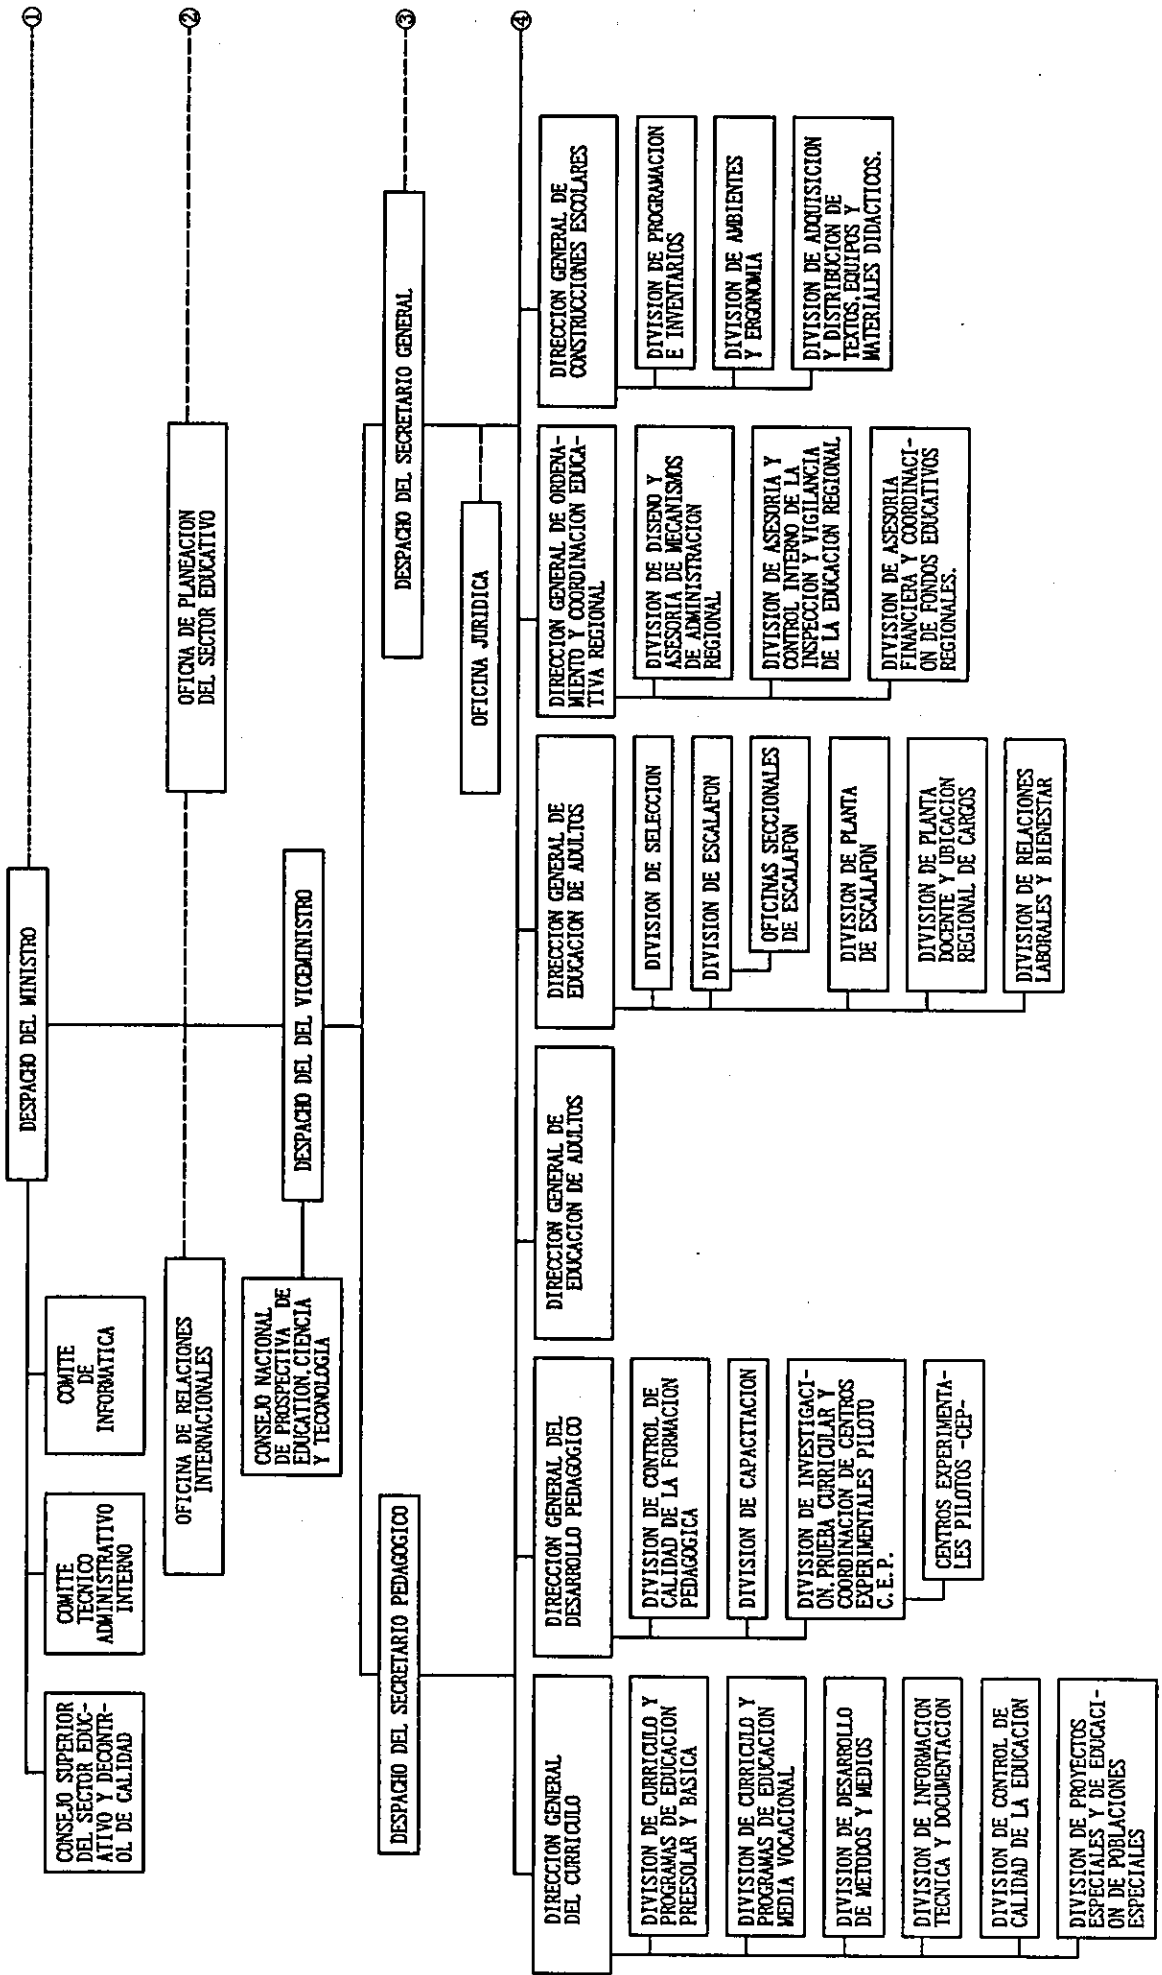 DESPACHO DEL MINISTRO
①
CONSEJO SUPERIOR
DEL SECTOR EDUC-
ATIVO Y DECONTR-
OL DE CALIDAD
COMITE
TECNICO
ADMINISTRATIVO
INTERNO
COMITE
DE
INFORMATICA
OFICINA DE RELACIONES
INTERNACIONALES
OFICNA DE PLANEACION
DEL SECTOR EDUCATIVO
②
CONSEJO NACIONAL
DE PROSPECTIVA DE
EDUCATION,CIENCIA
Y TECONOLOGIA
DESPACHO DEL DEL VICEMINISTRO
DESPACHO DEL SECRETARIO PEDAGOGICO
DESPACHO DEL SECRETARIO GENERAL
③
OFICINA JURIDICA
④
DIRECCION GENERAL
DEL CURRICULO
DIVISION DE CURRICULO Y
PROGRAMAS DE EDUCACION
PREESOLAR Y BASICA
DIVISION DE CURRICULO Y
PROGRAMAS DE EDUCACION
MEDIA VOCACIONAL
DIVISION DE DESARROLLO
DE METODOS Y MEDIOS
DIVISION DE INFORMACION
TECNICA Y DOCUMENTACION
DIVISION DE CONTROL DE
CALIDAD DE LA EDUCACION
DIVISION DE PROYECTOS
ESPECIALES Y DE EDUCACI-
ON DE POBLACIONES
ESPECIALES
DIRECCION GENERAL DEL
DESARROLLO PEDAGOGICO
DIVISION DE CONTROL DE
CALIDAD DE LA FORMACION
PEDAGOGICA
DIVISION DE CAPACITACION
DIVISION DE INVESTIGACI-
ON.PRUEBA CURRICULAR Y
COORDINACION DE CENTROS
EXPERIMENTALES PILOTO
C.E.P.
CENTROS EXPERIMENTA-
LES PILOTOS -CEP-
DIRECCION GENERAL DE
EDUCACION DE ADULTOS
DIRECCION GENERAL DE
EDUCACION DE ADULTOS
DIVISION DE SELECCION
DIVISION DE ESCALAFON
OFICINAS SECCIONALES
DE ESCALAFON
DIVISION DE PLANTA
DE ESCALAFON
DIVISION DE PLANTA
DOCENTE Y UBICACION
REGIONAL DE CARGOS
DIVISION DE RELACIONES
LABORALES Y BIENESTAR
DIRECCION GENERAL DE ORDENA-
MIENTO Y COORDINACION EDUCA-
TIVA REGIONAL
DIVISION DE DISENO Y
ASESORIA DE MECANISMOS
DE ADMINISTRACION
REGIONAL
DIVISION DE ASESORIA Y
CONTROL INTERNO DE LA
INSPECCION Y VIGILANCIA
DE LA EDUCACION REGIONAL
DIVISION DE ASESORIA
FINANCIERA Y COORDINACI-
ON DE FONDOS EDUCATIVOS
REGIONALES.
DIRECCION GENERAL DE
CONSTRUCCIONES ESCOLARES
DIVISION DE PROGRAMACION
E INVENTARIOS
DIVISION DE AMBIENTES
Y ERGONOMIA
DIVISION DE ADQUISICION
Y DISTRIBUCION DE
TEXTOS,EQUIPOS Y
MATERIALES DIDACTICOS.